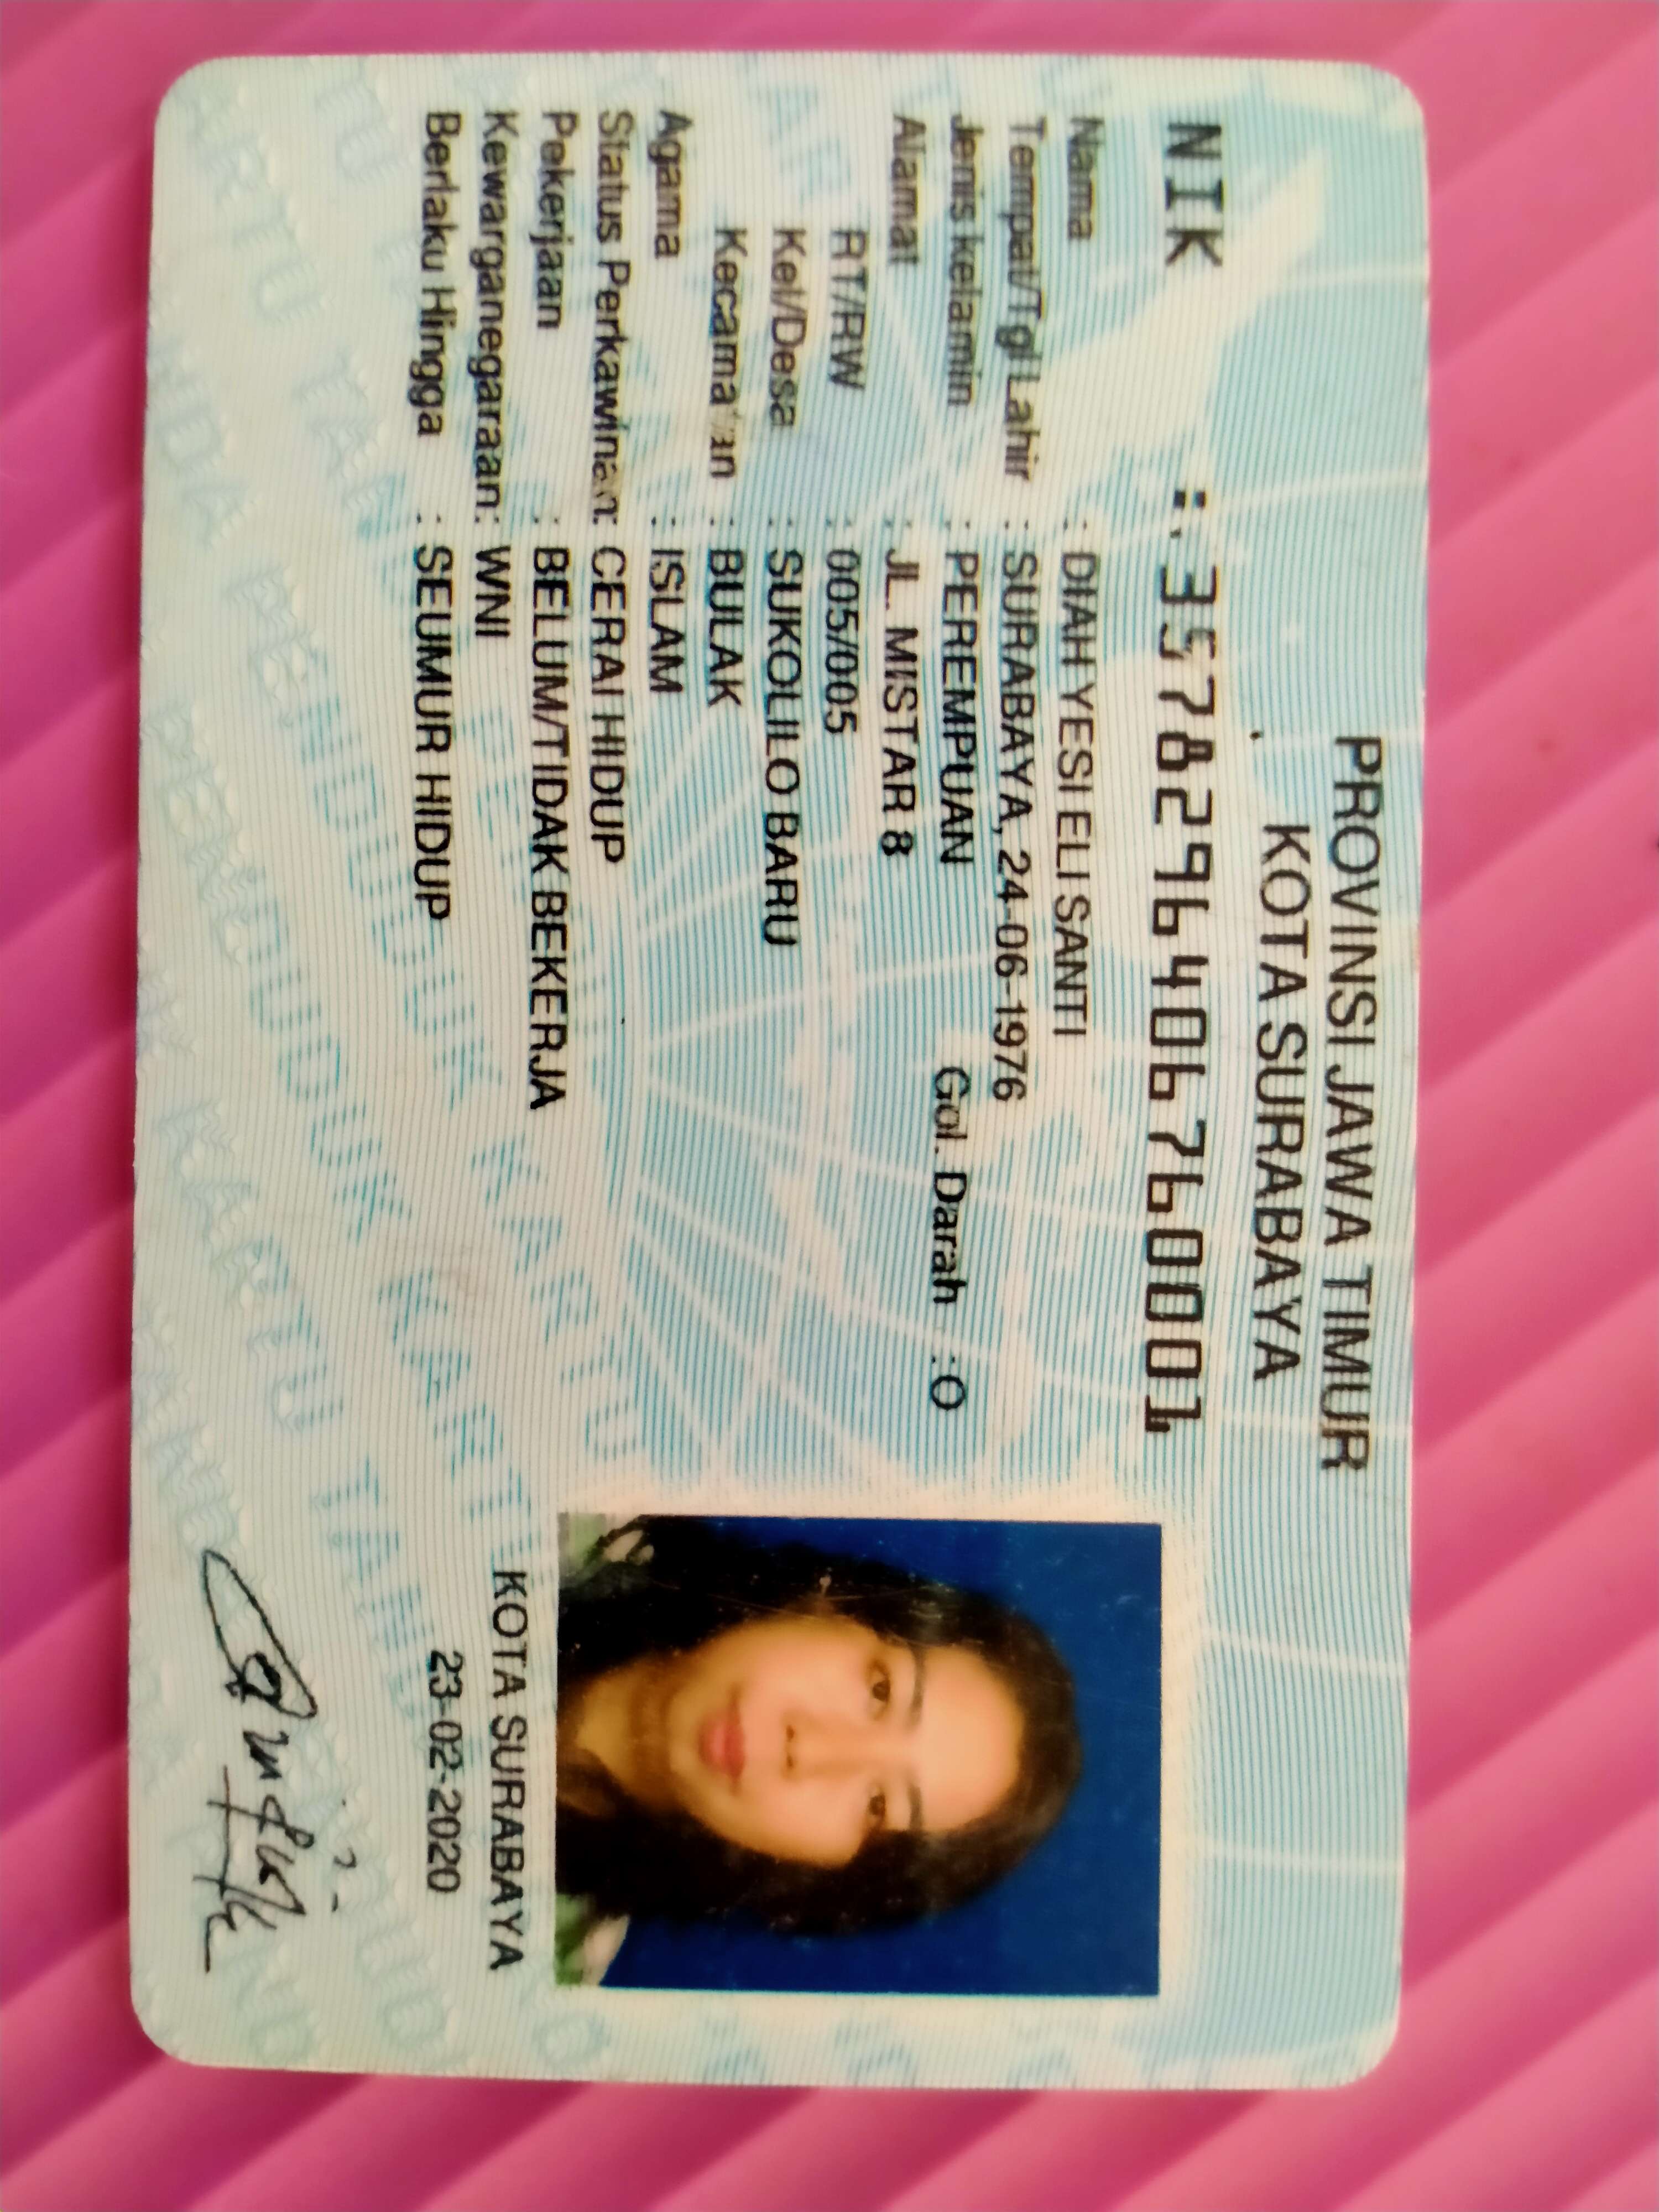 PROVINSI JAWA TIMUR
KOTA SURABAYA
NIK : 3578296406760001
Nama : DIAH YESI ELI SANTI
Tempat/Tgl Lahir : SURABAYA, 24-06-1976
Jenis kelamin : PEREMPUAN Gol. Darah : O
Alamat : JL. MISTAR 8
RT/RW : 005/005
Kel/Desa : SUKOLILO BARU
Kecamatan : BULAK
Agama : ISLAM
Status Perkawinan: CERAI HIDUP
Pekerjaan : BELUM/TIDAK BEKERJA
Kewarganegaraan: WNI
Berlaku Hingga : SEUMUR HIDUP
KOTA SURABAYA
23-02-2020